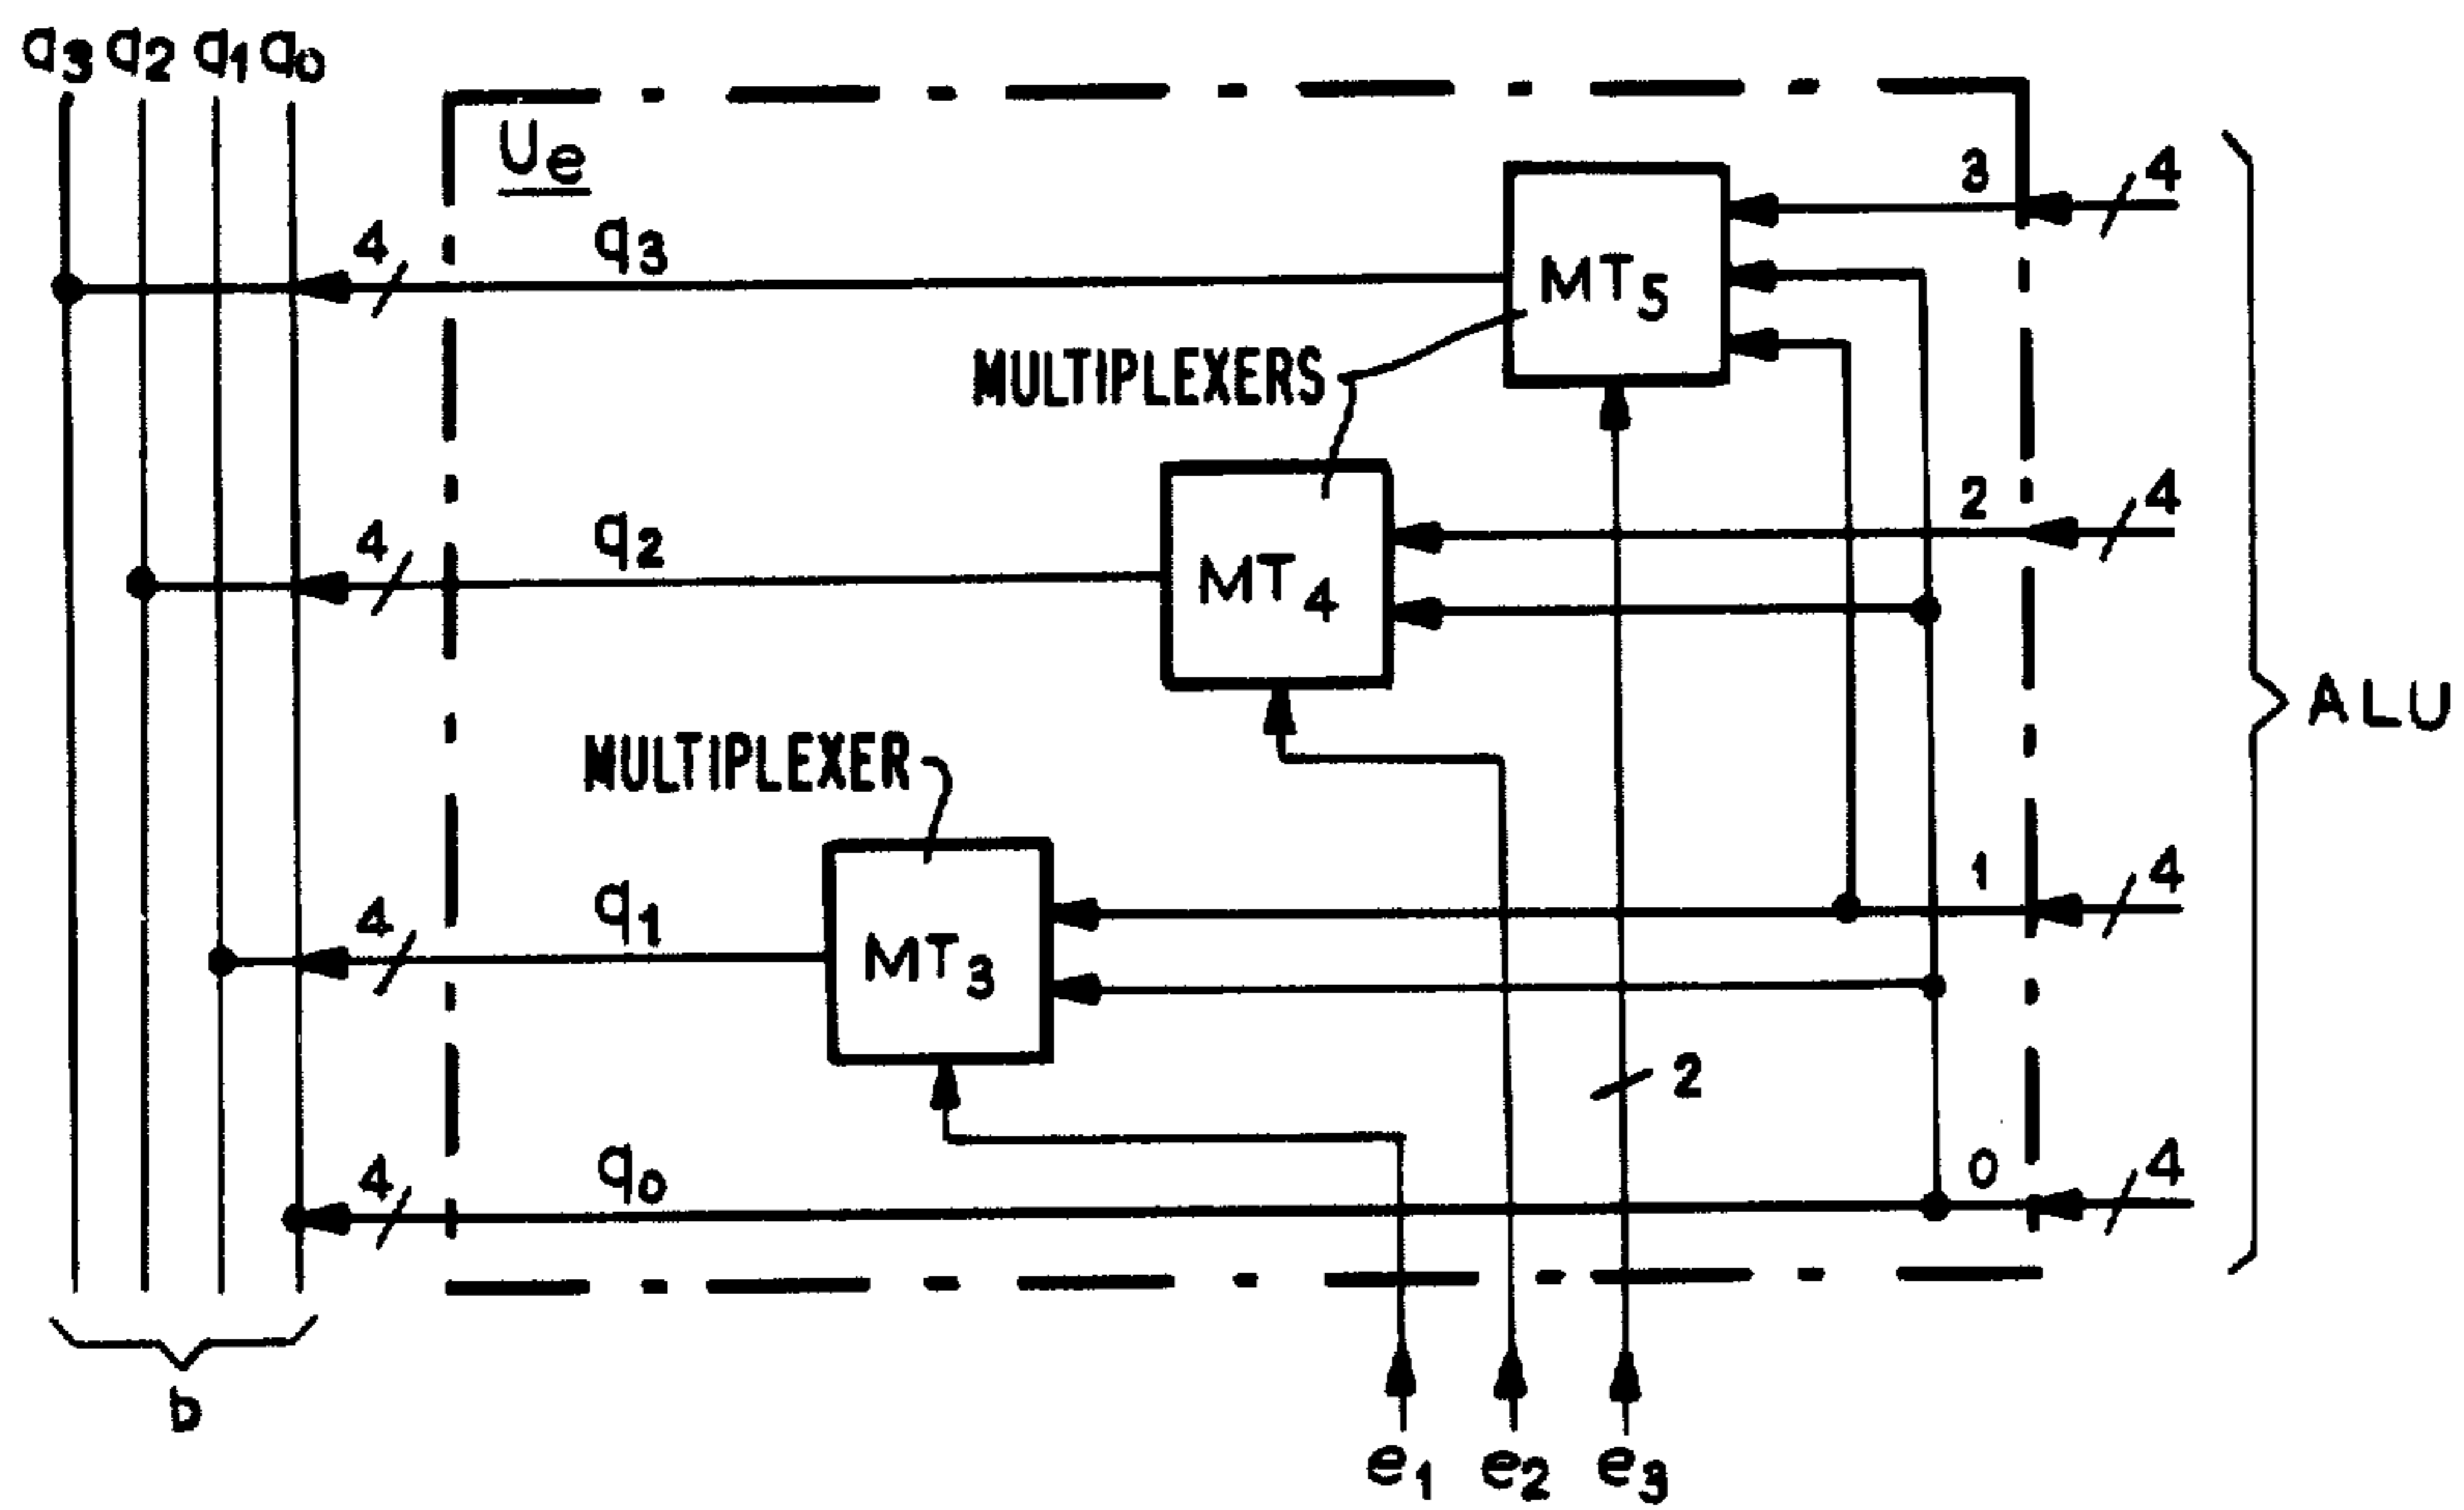 q3 q2 q1 q0
Ue
3 4
4 q3
MT5
MULTIPLEXERS
2 4
4 q2
MT4
ALU
MULTIPLEXER
1 4
4 q1
MT3
2
4 q0
0 4
b
e1 e2 e3